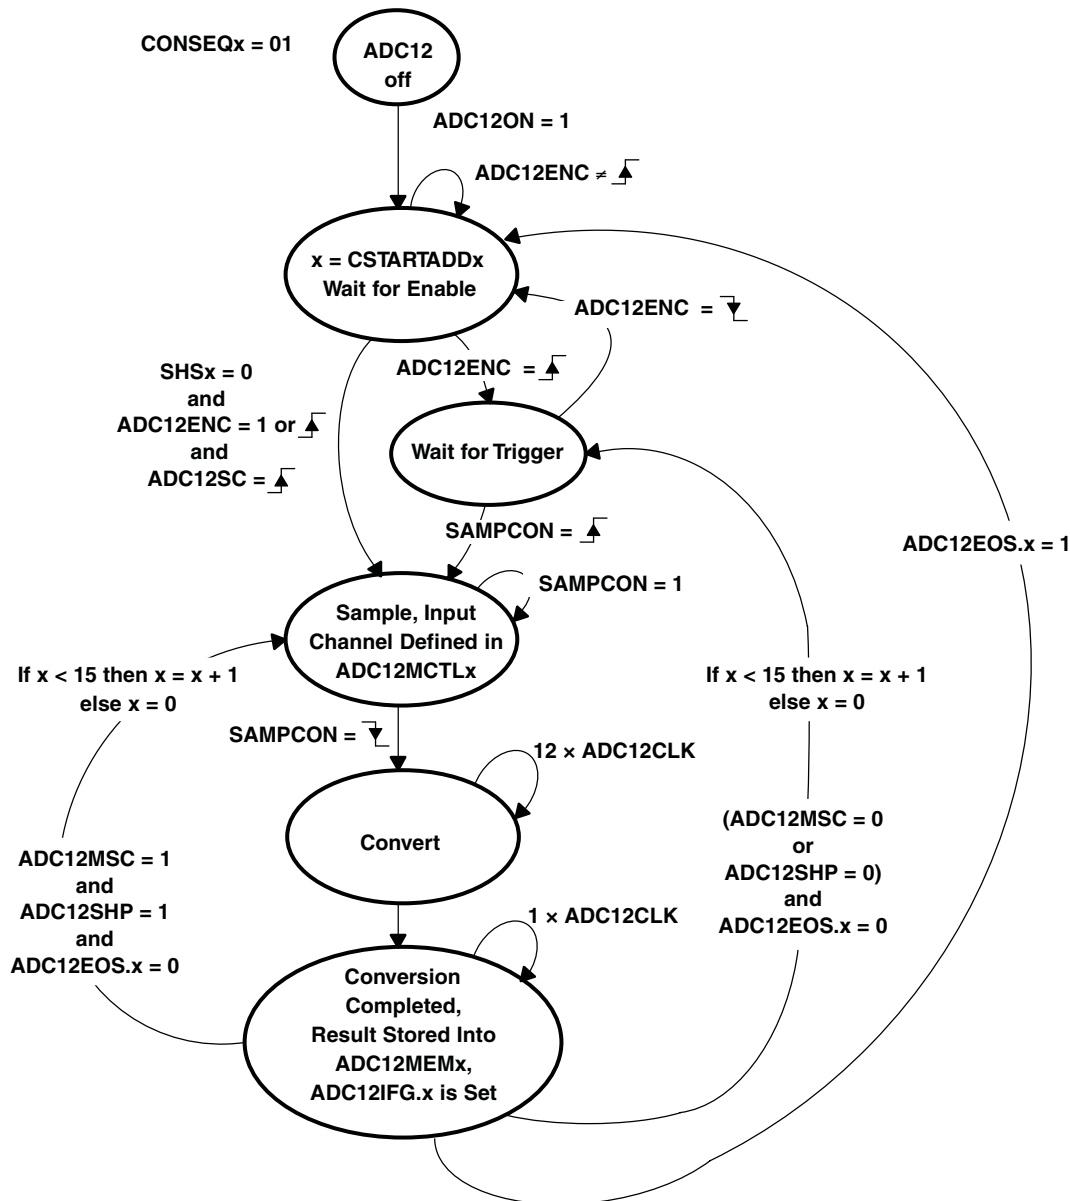 CONSEQx = 01
ADC12
off
ADC12ON = 1
ADC12ENC ≠
x = CSTARTADDx
Wait for Enable
ADC12ENC =
SHSx = 0
and
ADC12ENC = 1 or
and
ADC12SC =
ADC12ENC =
Wait for Trigger
SAMPCON =
ADC12EOS.x = 1
SAMPCON = 1
Sample, Input
Channel Defined in
ADC12MCTLx
If x < 15 then x = x + 1
else x = 0
If x < 15 then x = x + 1
else x = 0
SAMPCON =
12 × ADC12CLK
Convert
(ADC12MSC = 0
or
ADC12SHP = 0)
and
ADC12EOS.x = 0
ADC12MSC = 1
and
ADC12SHP = 1
and
ADC12EOS.x = 0
1 × ADC12CLK
Conversion
Completed,
Result Stored Into
ADC12MEMx,
ADC12IFG.x is Set